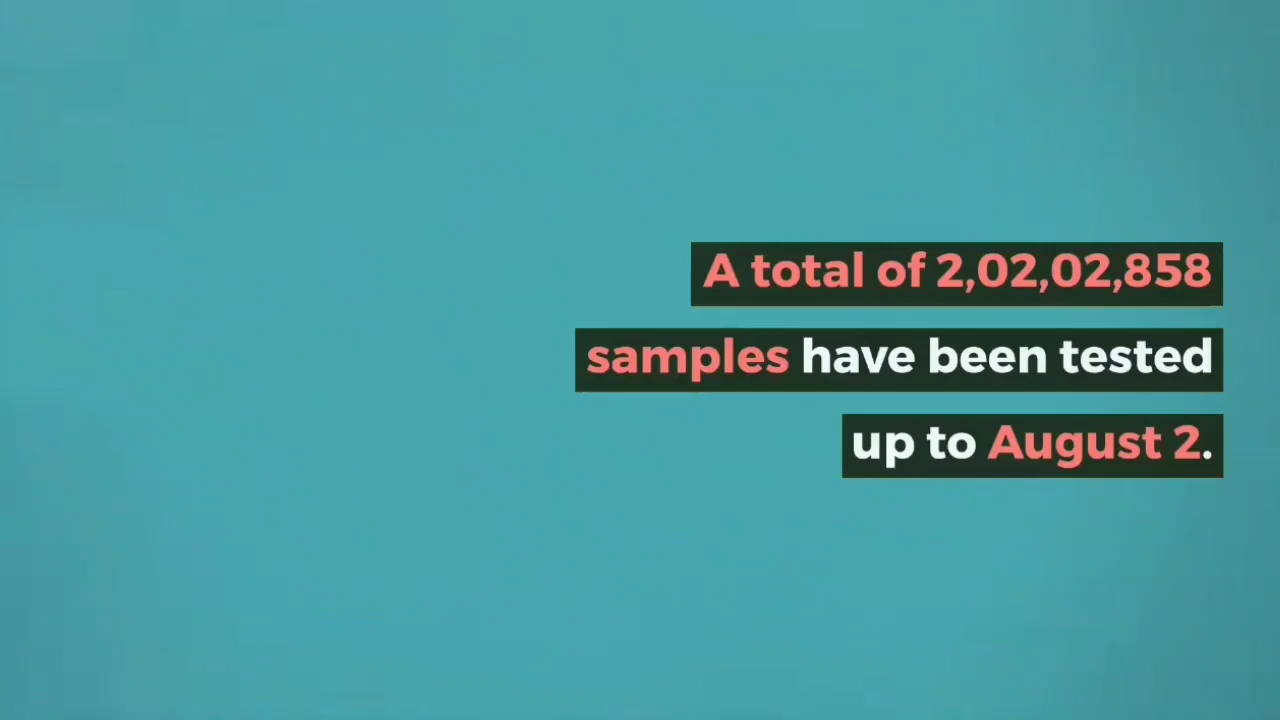 A total of 2,02,02,858
samples have been tested
up to August 2.